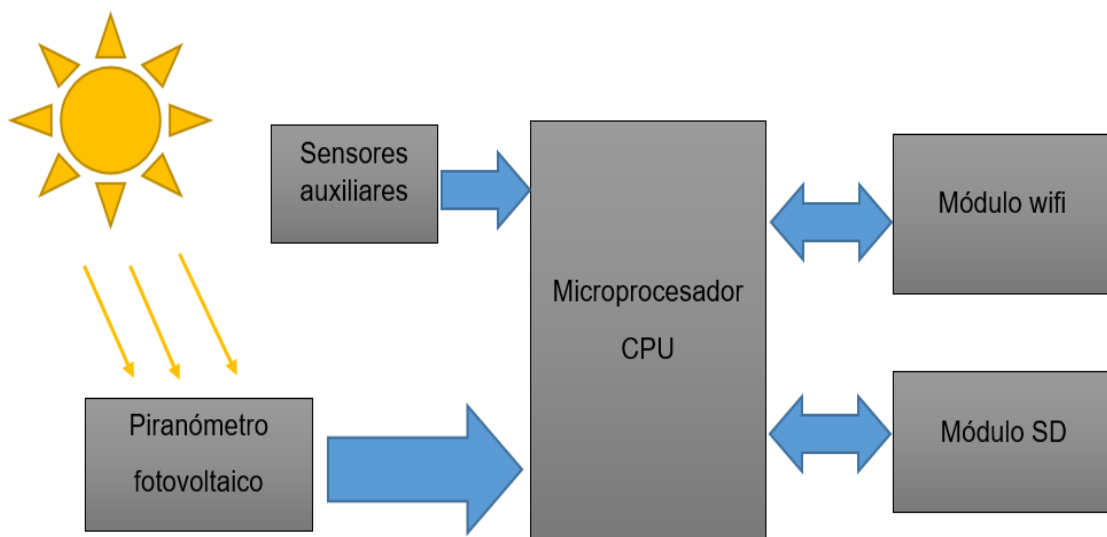 Sensores
auxiliares
Módulo wifi
Microprocesador
CPU
Piranómetro
fotovoltaico
Módulo SD